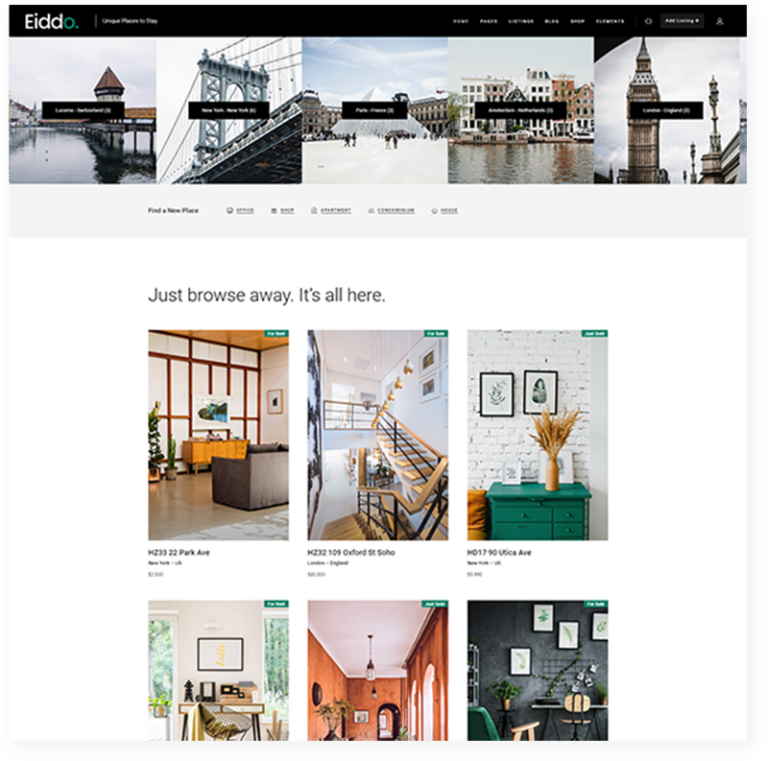 Eiddo.
Unique Places to Stay
HOME PAGES LISTINGS BLOG SHOP ELEMENTS
Add Listing
Lucerne - Switzerland (3)
New York - New York (6)
Paris - France (3)
Amsterdam - Netherlands (3)
London - England (3)
Find a New Place
OFFICE SHOP APARTMENT CONDOMINIUM HOUSE
Just browse away. It's all here.
For Rent
For Sale
Just Sold
HZ33 22 Park Ave
New York – US
$2.500
HZ32 109 Oxford St Soho
London – England
$80.000
HD17 90 Utica Ave
New York – US
$5.990
For Rent
Just Sold
For Sale
hello